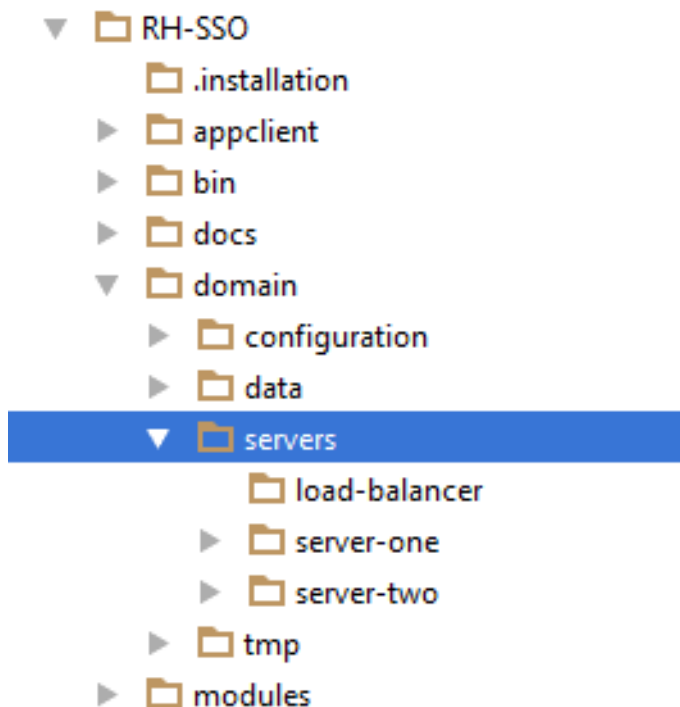 RH-SSO
.installation
appclient
bin
docs
domain
configuration
data
servers
load-balancer
server-one
server-two
tmp
modules